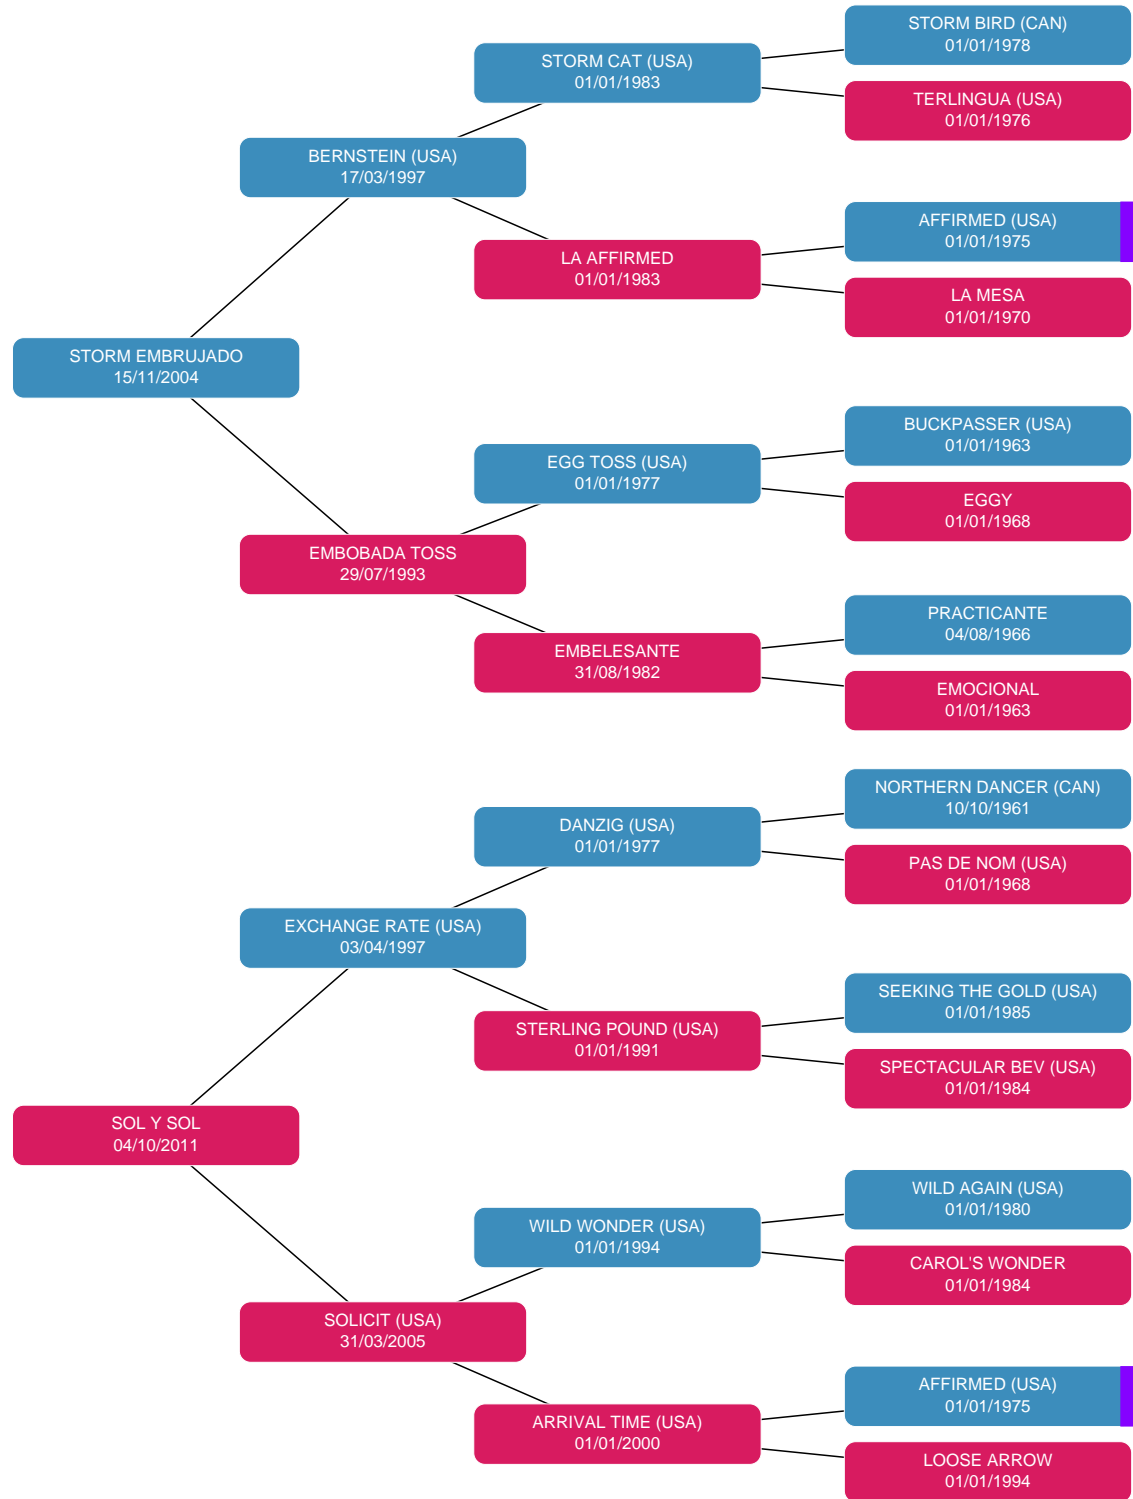 STORM BIRD (CAN)
01/01/1978
STORM CAT (USA)
01/01/1983
TERLINGUA (USA)
01/01/1976
BERNSTEIN (USA)
17/03/1997
AFFIRMED (USA)
01/01/1975
LA AFFIRMED
01/01/1983
LA MESA
01/01/1970
STORM EMBRUJADO
15/11/2004
BUCKPASSER (USA)
01/01/1963
EGG TOSS (USA)
01/01/1977
EGGY
01/01/1968
EMBOBADA TOSS
29/07/1993
PRACTICANTE
04/08/1966
EMBELESANTE
31/08/1982
EMOCIONAL
01/01/1963
NORTHERN DANCER (CAN)
10/10/1961
DANZIG (USA)
01/01/1977
PAS DE NOM (USA)
01/01/1968
EXCHANGE RATE (USA)
03/04/1997
SEEKING THE GOLD (USA)
01/01/1985
STERLING POUND (USA)
01/01/1991
SPECTACULAR BEV (USA)
01/01/1984
SOL Y SOL
04/10/2011
WILD AGAIN (USA)
01/01/1980
WILD WONDER (USA)
01/01/1994
CAROL'S WONDER
01/01/1984
SOLICIT (USA)
31/03/2005
AFFIRMED (USA)
01/01/1975
ARRIVAL TIME (USA)
01/01/2000
LOOSE ARROW
01/01/1994